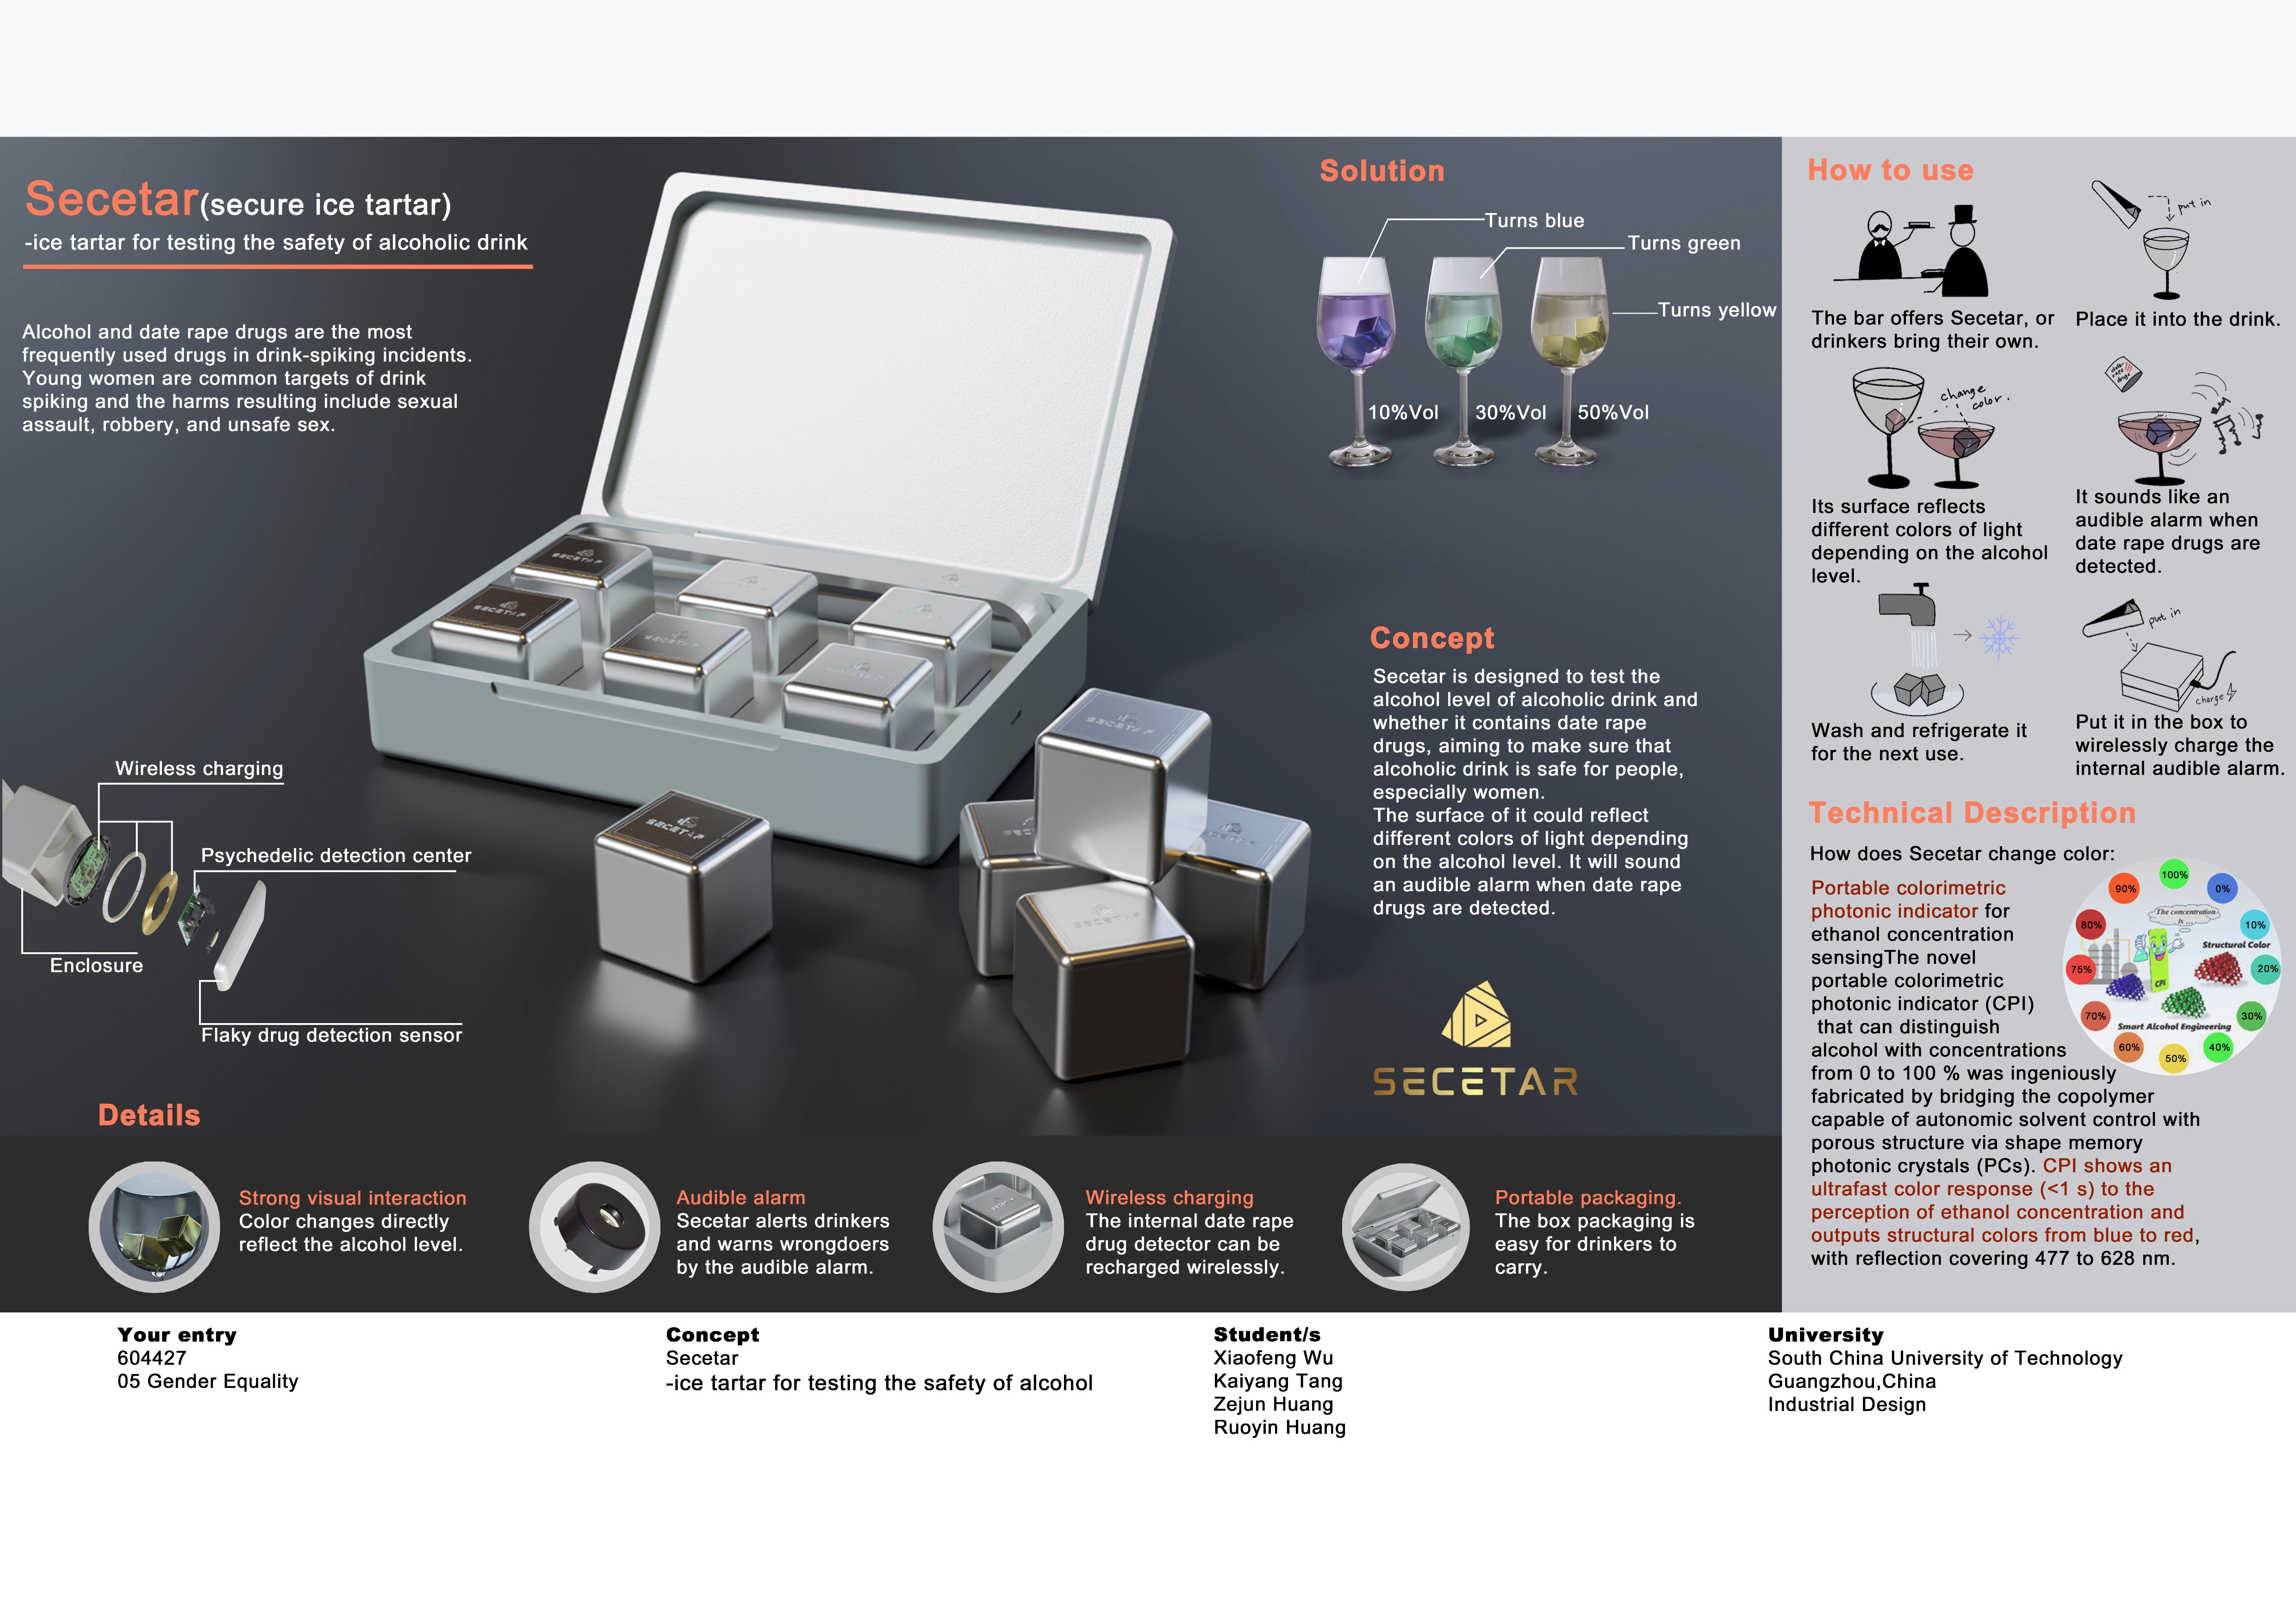 Secetar(secure ice tartar)
-ice tartar for testing the safety of alcoholic drink
Alcohol and date rape drugs are the most
frequently used drugs in drink-spiking incidents.
Young women are common targets of drink
spiking and the harms resulting include sexual
assault, robbery, and unsafe sex.
Wireless charging
Psychedelic detection center
Enclosure
Flaky drug detection sensor
SECETAR
SECETAR
SECETAR
SECETAR
SECETAR
SECETAR
Solution
Turns blue
Turns green
Turns yellow
10%Vol
30%Vol
50%Vol
Concept
Secetar is designed to test the
alcohol level of alcoholic drink and
whether it contains date rape
drugs, aiming to make sure that
alcoholic drink is safe for people,
especially women.
The surface of it could reflect
different colors of light depending
on the alcohol level. It will sound
an audible alarm when date rape
drugs are detected.
SECETAR
Details
Strong visual interaction
Color changes directly
reflect the alcohol level.
Audible alarm
Secetar alerts drinkers
and warns wrongdoers
by the audible alarm.
Wireless charging
The internal date rape
drug detector can be
recharged wirelessly.
Portable packaging.
The box packaging is
easy for drinkers to
carry.
How to use
The bar offers Secetar, or
drinkers bring their own.
put in
Place it into the drink.
change
color.
Its surface reflects
different colors of light
depending on the alcohol
level.
date-
rape
drugs
It sounds like an
audible alarm when
date rape drugs are
detected.
Wash and refrigerate it
for the next use.
put in
charge
Put it in the box to
wirelessly charge the
internal audible alarm.
Technical Description
How does Secetar change color:
Portable colorimetric
photonic indicator for
ethanol concentration
sensingThe novel
portable colorimetric
photonic indicator (CPI)
that can distinguish
alcohol with concentrations
from 0 to 100 % was ingeniously
fabricated by bridging the copolymer
capable of autonomic solvent control with
porous structure via shape memory
photonic crystals (PCs). CPI shows an
ultrafast color response (<1 s) to the
perception of ethanol concentration and
outputs structural colors from blue to red,
with reflection covering 477 to 628 nm.
100%
90%
0%
80%
10%
75%
20%
70%
30%
60%
50%
40%
The concentration
is ...
Structural Color
CPI
Smart Alcohol Engineering
Your entry
604427
05 Gender Equality
Concept
Secetar
-ice tartar for testing the safety of alcohol
Student/s
Xiaofeng Wu
Kaiyang Tang
Zejun Huang
Ruoyin Huang
University
South China University of Technology
Guangzhou,China
Industrial Design